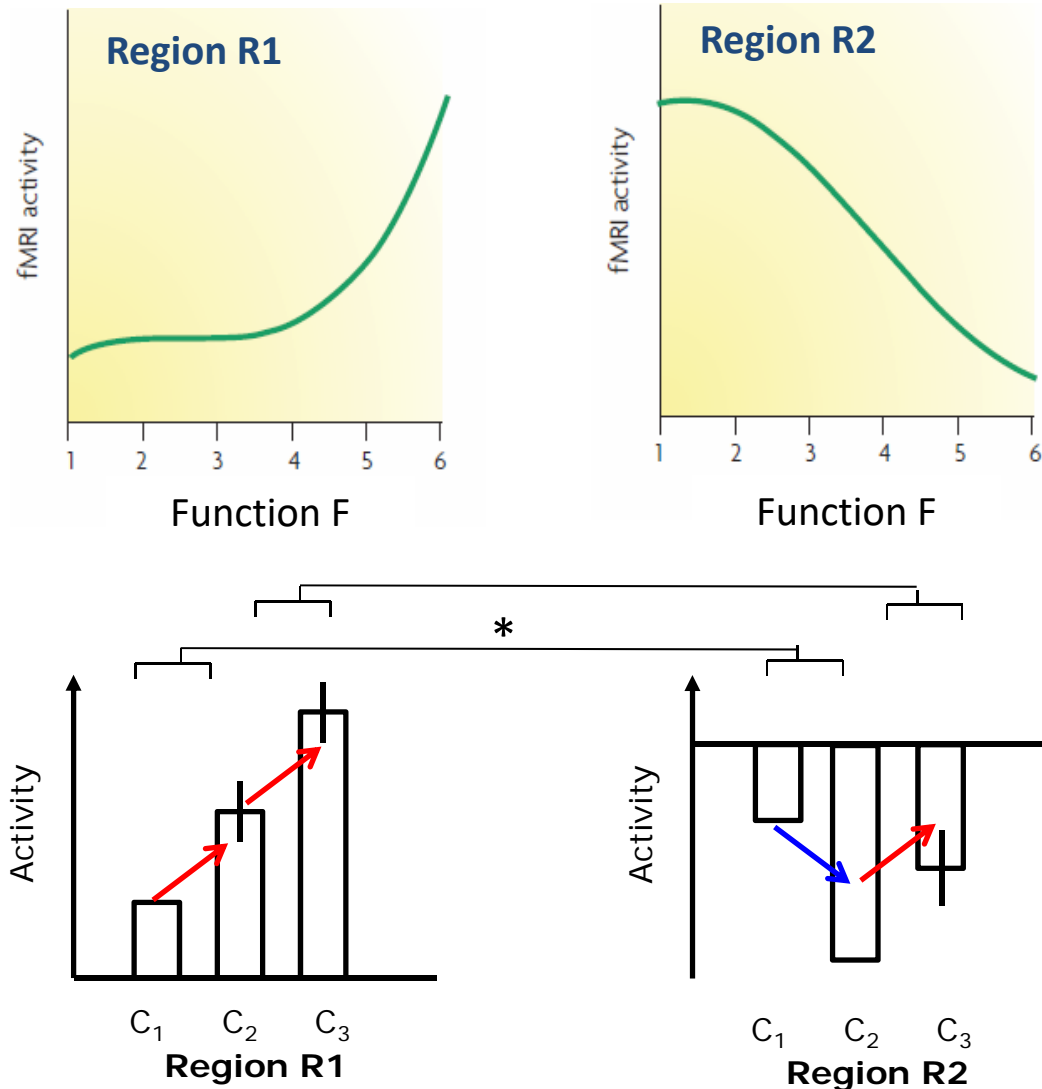 Region R1
fMRI activity
1 2 3 4 5 6
Function F
Region R2
fMRI activity
1 2 3 4 5 6
Function F
*
Activity
C₁ C₂ C₃
Region R1
Activity
C₁ C₂ C₃
Region R2